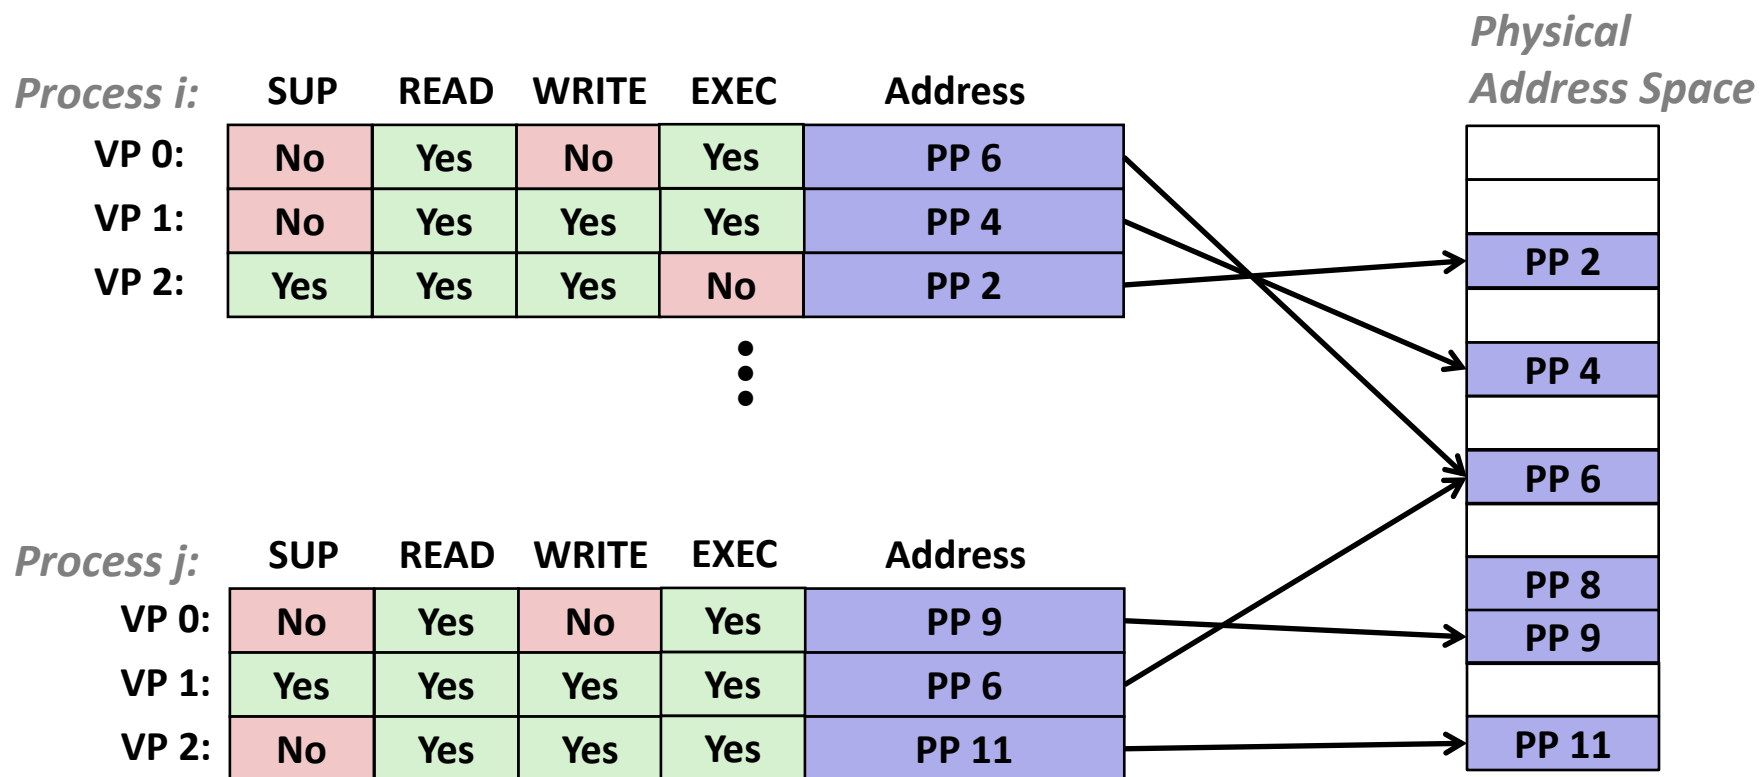 Physical
Address Space
Process i: SUP READ WRITE EXEC Address
VP 0: No Yes No Yes PP 6
VP 1: No Yes Yes Yes PP 4
VP 2: Yes Yes Yes No PP 2
PP 2
PP 4
PP 6
PP 8
PP 9
PP 11
Process j: SUP READ WRITE EXEC Address
VP 0: No Yes No Yes PP 9
VP 1: Yes Yes Yes Yes PP 6
VP 2: No Yes Yes Yes PP 11